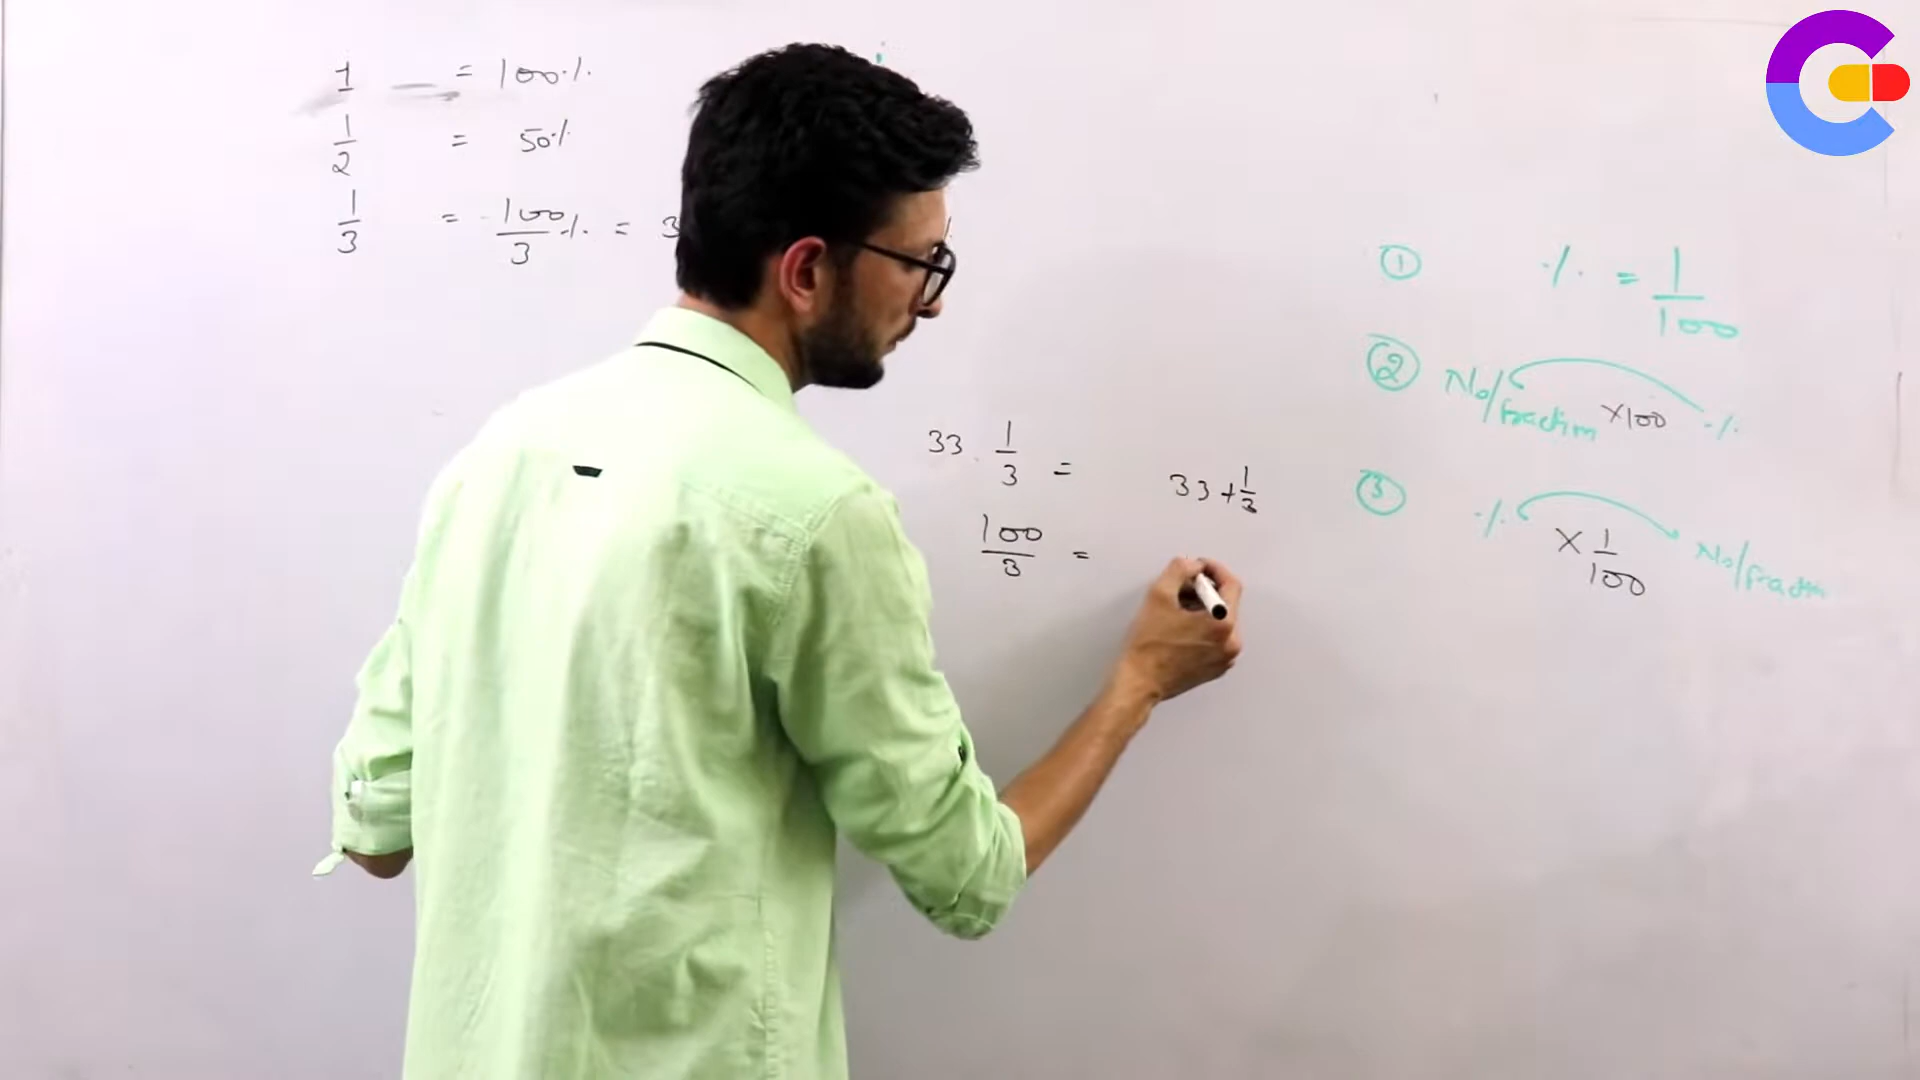 1 = 100%
1/2 = 50%
1/3 = 100/3 % = 3
33 1/3 = 33 + 1/3
100/3 =
① % = 1/100
② No/fraction ×100 %
③ % × 1/100 No/fraction